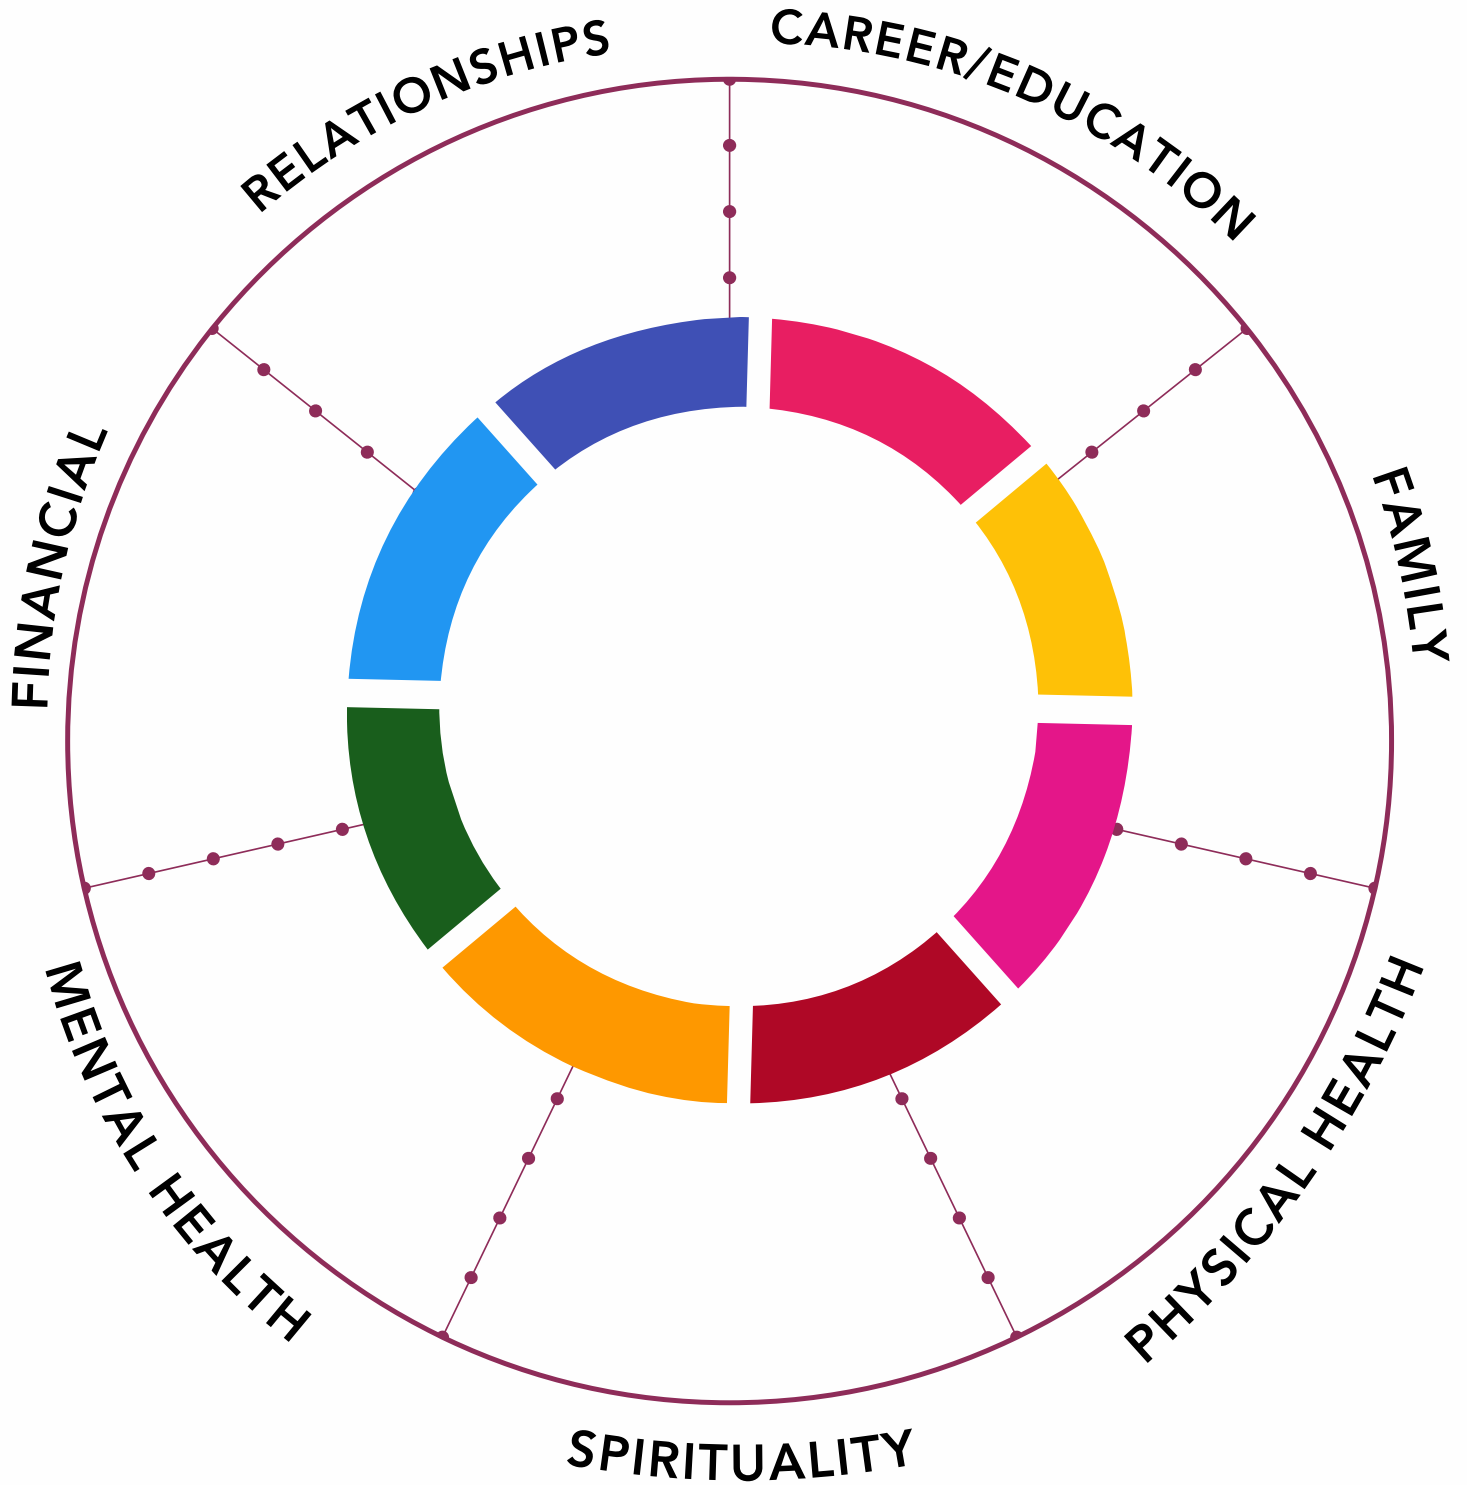 RELATIONSHIPS
CAREER/EDUCATION
FAMILY
PHYSICAL HEALTH
SPIRITUALITY
MENTAL HEALTH
FINANCIAL